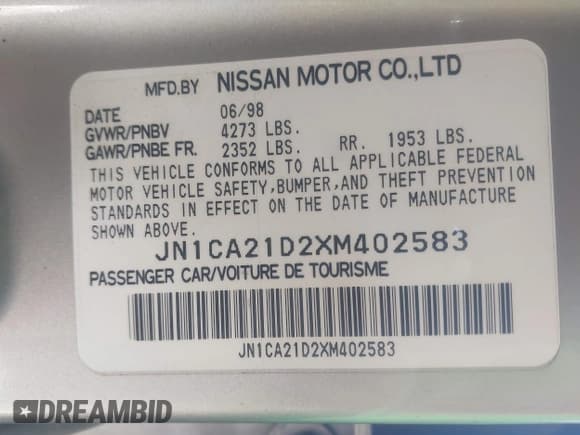 MFD.BY NISSAN MOTOR CO.,LTD
DATE 06/98
GVWR/PNBV 4273 LBS.
GAWR/PNBE FR. 2352 LBS. RR. 1953 LBS.
THIS VEHICLE CONFORMS TO ALL APPLICABLE FEDERAL
MOTOR VEHICLE SAFETY,BUMPER,AND THEFT PREVENTION
STANDARDS IN EFFECT ON THE DATE OF MANUFACTURE
SHOWN ABOVE.
JN1CA21D2XM402583
PASSENGER CAR/VOITURE DE TOURISME
JN1CA21D2XM402583
DREAMBID